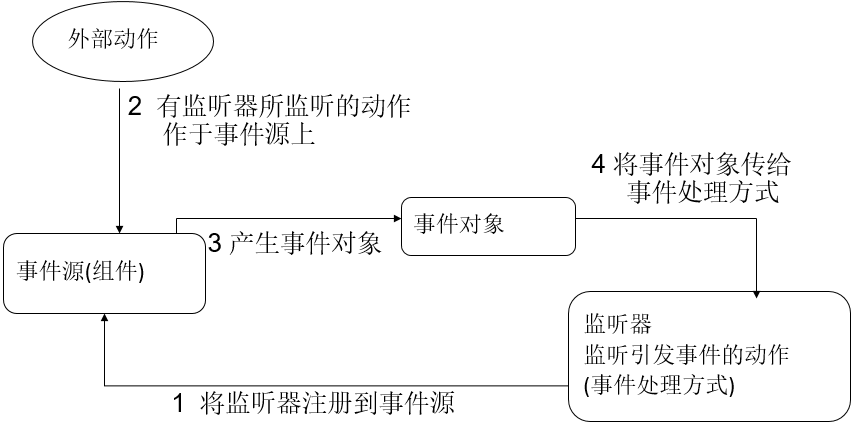 外部动作
2 有监听器所监听的动作
作于事件源上
4 将事件对象传给
事件处理方式
事件对象
3 产生事件对象
事件源(组件)
监听器
监听引发事件的动作
(事件处理方式)
1 将监听器注册到事件源